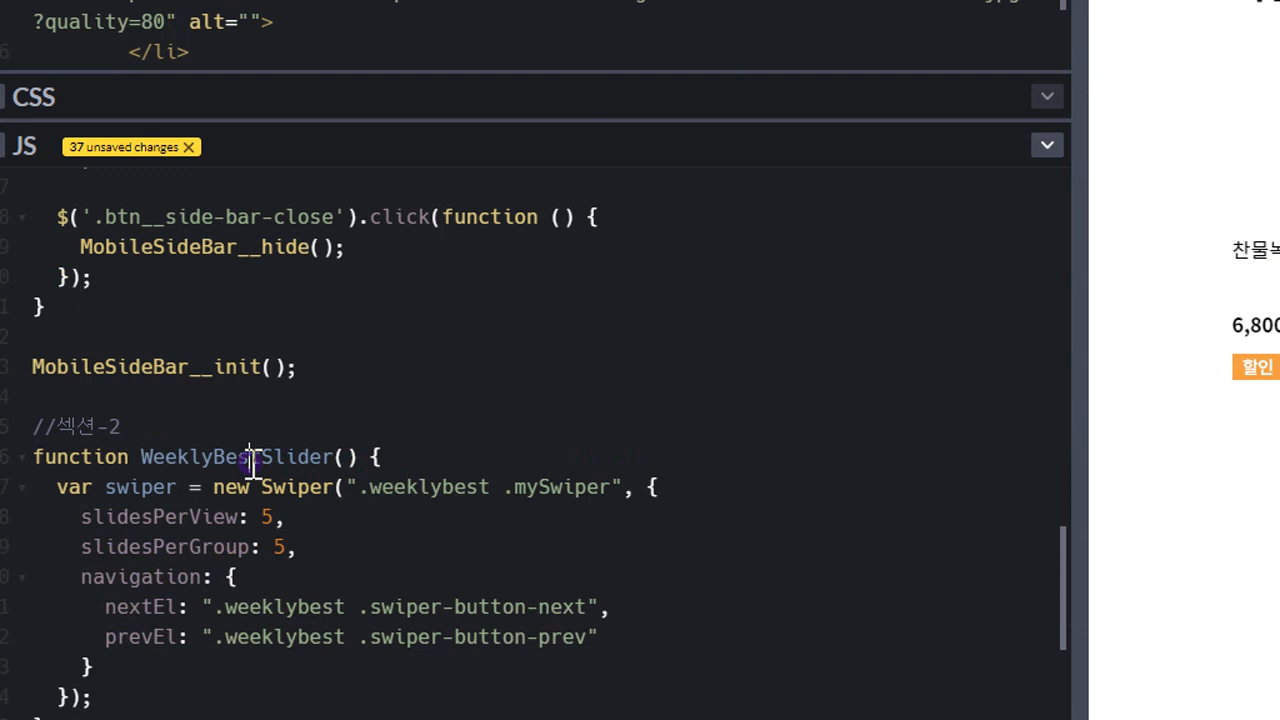 ?quality=80" alt="">
</li>
CSS
JS 37 unsaved changes ×
$('.btn__side-bar-close').click(function () {
MobileSideBar__hide();
});
}
MobileSideBar__init();
//섹션-2
function WeeklyBestSlider() {
var swiper = new Swiper(".weeklybest .mySwiper", {
slidesPerView: 5,
slidesPerGroup: 5,
navigation: {
nextEl: ".weeklybest .swiper-button-next",
prevEl: ".weeklybest .swiper-button-prev"
}
});
찬물녹
6,800
할인